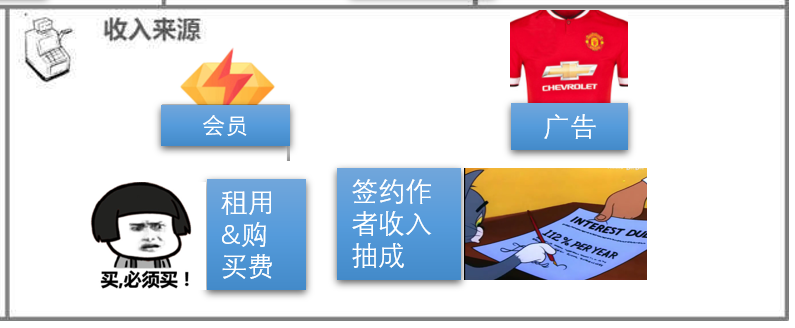 收入来源
CHEVROLET
会员
广告
租用
&购
买费
签约作
者收入
抽成
INTEREST DUE
112% PER YEAR
买,必须买！